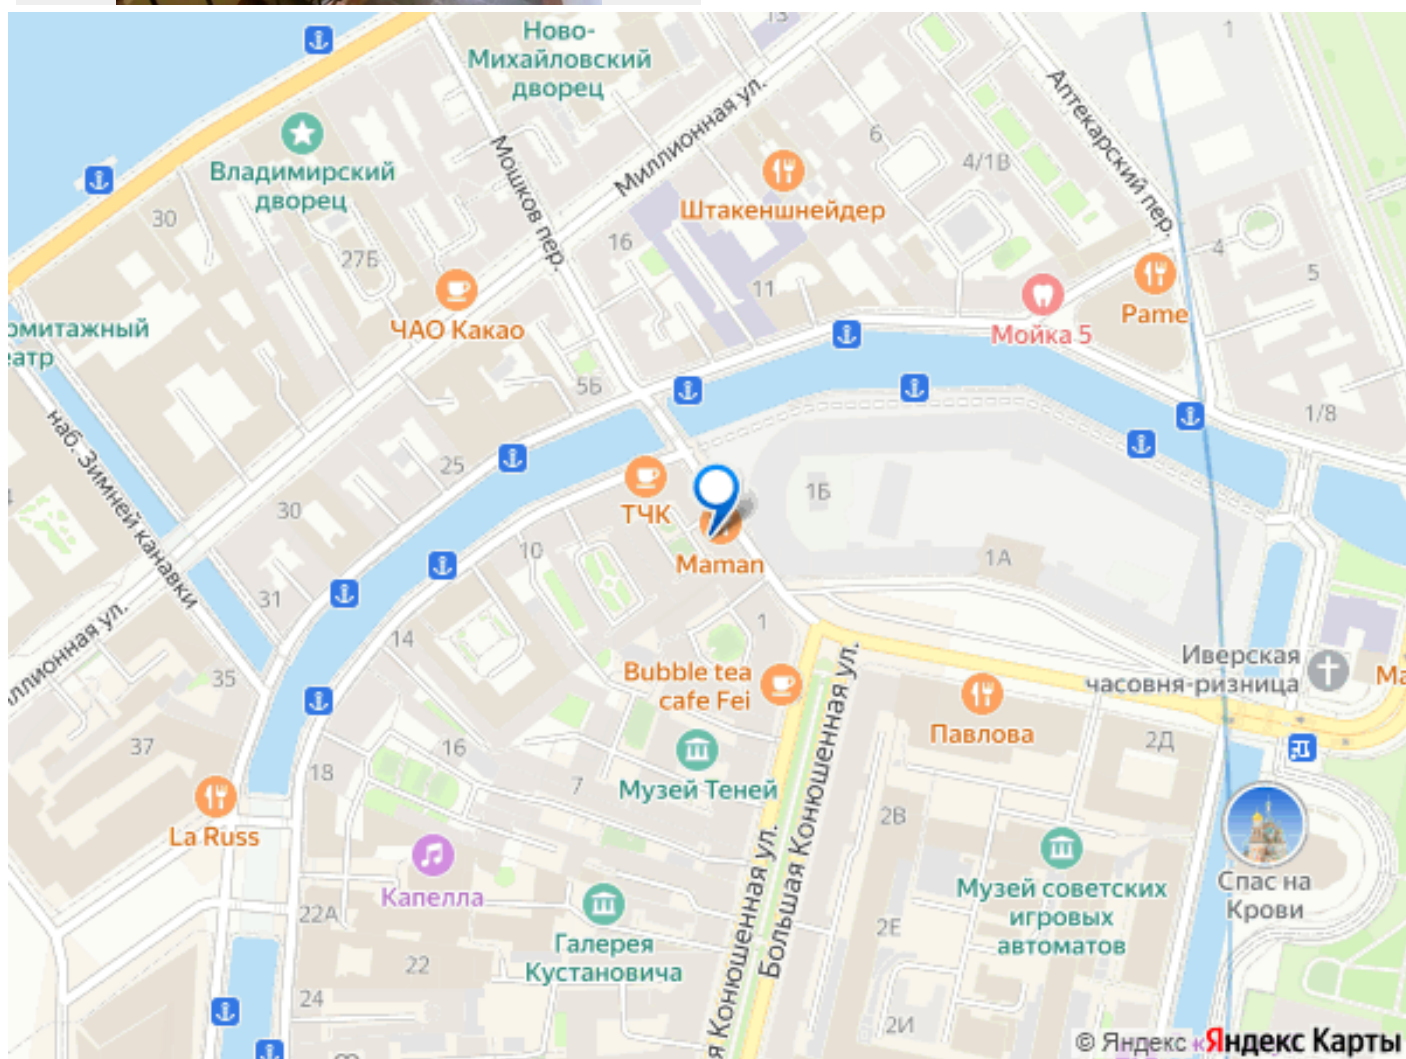 Ново-
Михайловский
дворец
13
1
Миллионная ул.
Аптекарский пер.
Владимирский
дворец
Мошков пер.
6
4/1В
Штакеншнейдер
30
27Б
16
11
4
5
ЧАО Какао
Мойка 5
Pame
рмитажный
еатр
5Б
1/8
наб. Зимней канавки
25
ТЧК
1Б
30
10
Maman
1А
31
14
1
Миллионная ул.
35
Bubble tea
cafe Fei
Большая Конюшенная ул.
Иверская
часовня-ризница
Ма
Павлова
2Д
37
16
18
7
Музей Теней
La Russ
2В
Капелла
Музей советских
игровых
автоматов
Спас на
Крови
22А
Галерея
Кустановича
2Е
22
24
я Конюшенная ул.
2И
© Яндекс Яндекс Карты